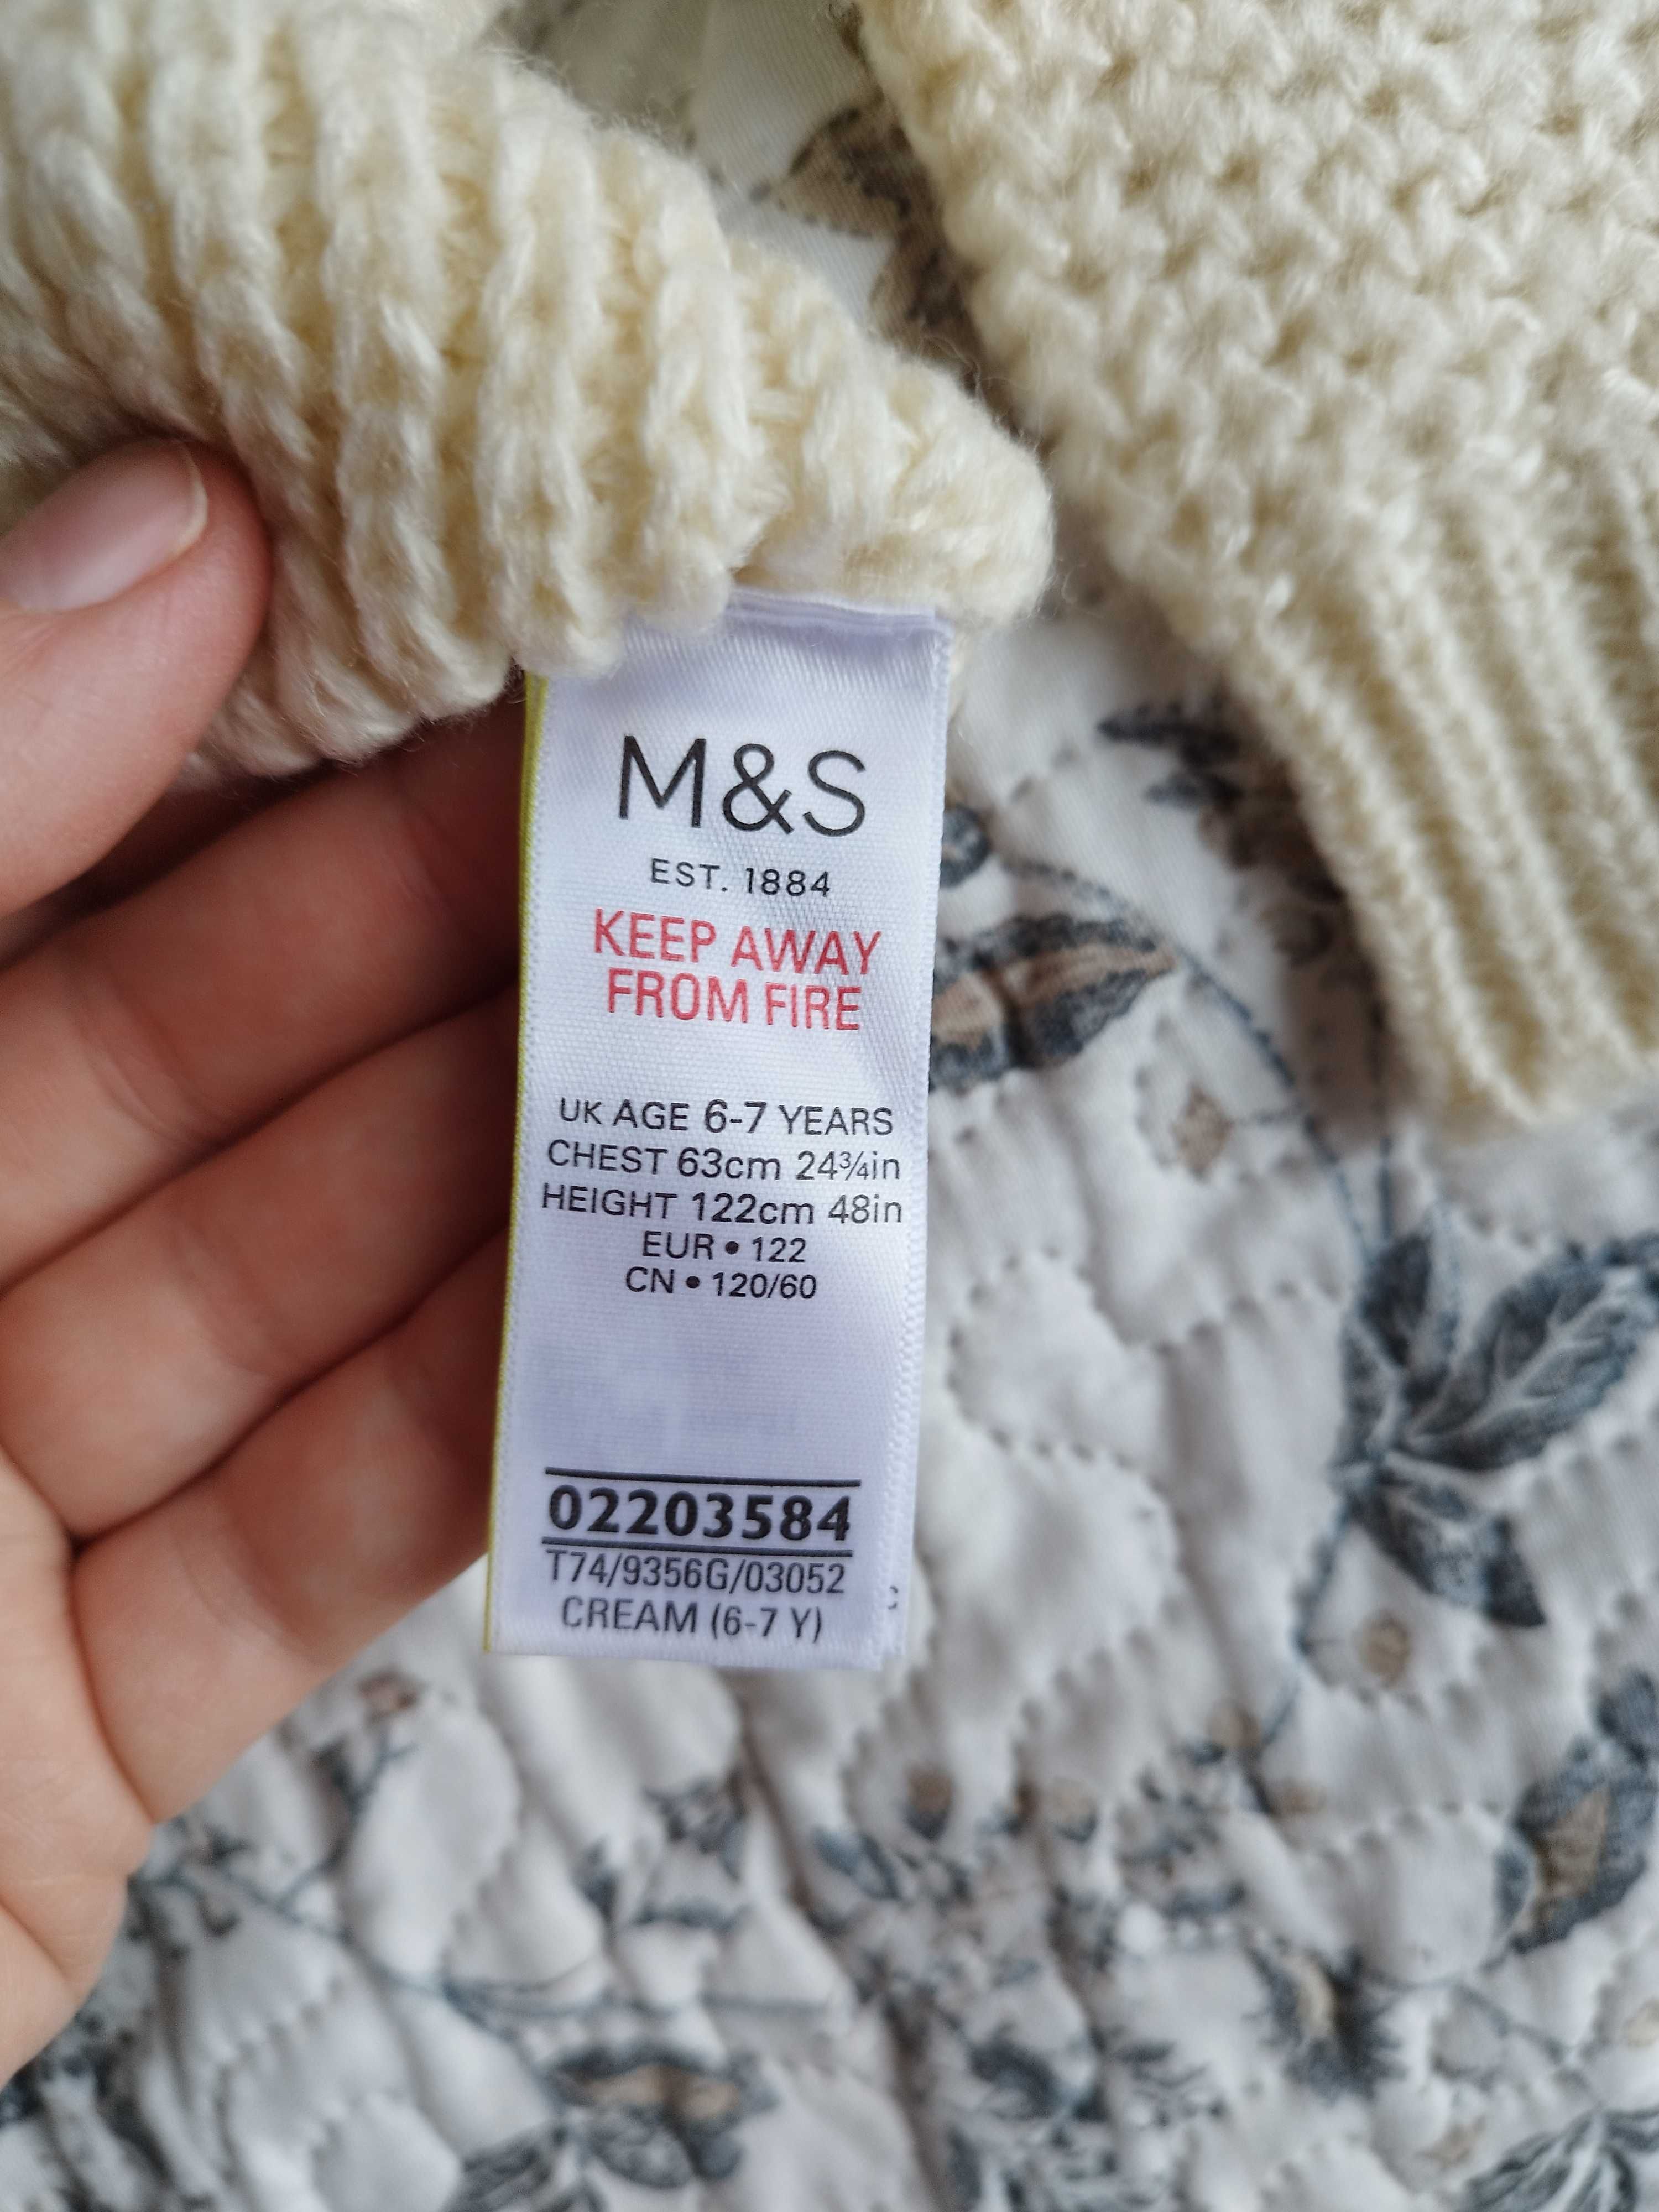 M&S
EST. 1884
KEEP AWAY
FROM FIRE
UK AGE 6-7 YEARS
CHEST 63cm 24¾in
HEIGHT 122cm 48in
EUR • 122
CN • 120/60
02203584
T74/9356G/03052
CREAM (6-7 Y)